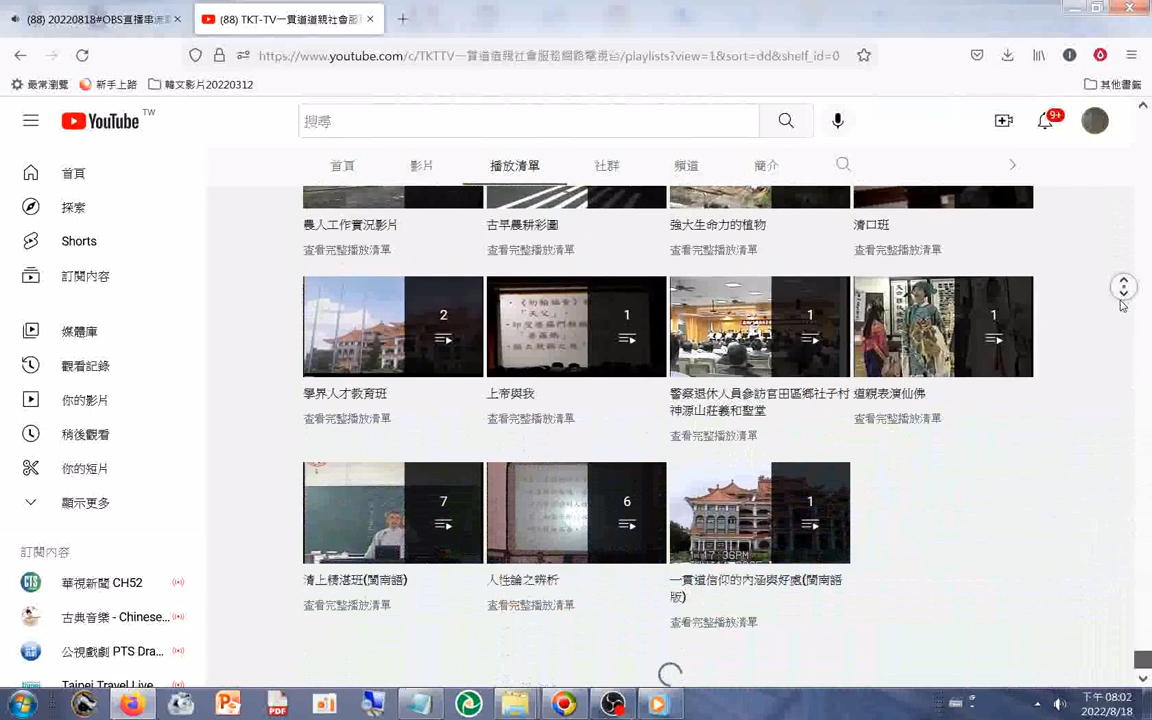 (88) 20220818#OBS直播串流
(88) TKT-TV一貫道道親社會服
https://www.youtube.com/c/TKTTV一貫道道親社會服務網路電視台/playlists?view=1&sort=dd&shelf_id=0
最常瀏覽
新手上路
韓文影片20220312
其他書籤
YouTube TW
搜尋
9+
首頁
影片
播放清單
社群
頻道
簡介
首頁
探索
Shorts
訂閱內容
媒體庫
觀看記錄
你的影片
稍後觀看
你的短片
顯示更多
訂閱內容
華視新聞 CH52
古典音樂 - Chinese...
公視戲劇 PTS Dra...
Taipei Travel Live
農人工作實況影片
查看完整播放清單
古早農耕彩圖
查看完整播放清單
強大生命力的植物
查看完整播放清單
清口班
查看完整播放清單
2
學界人才教育班
查看完整播放清單
1
上帝與我
查看完整播放清單
1
警察退休人員參訪官田區鄉社子村
神源山莊義和聖堂
查看完整播放清單
1
道親表演仙佛
查看完整播放清單
7
清上精湛班(閩南語)
查看完整播放清單
6
人性論之辨析
查看完整播放清單
1
1:17:36PM
一貫道信仰的內涵與好處(閩南語
版)
查看完整播放清單
下午 08:02
2022/8/18